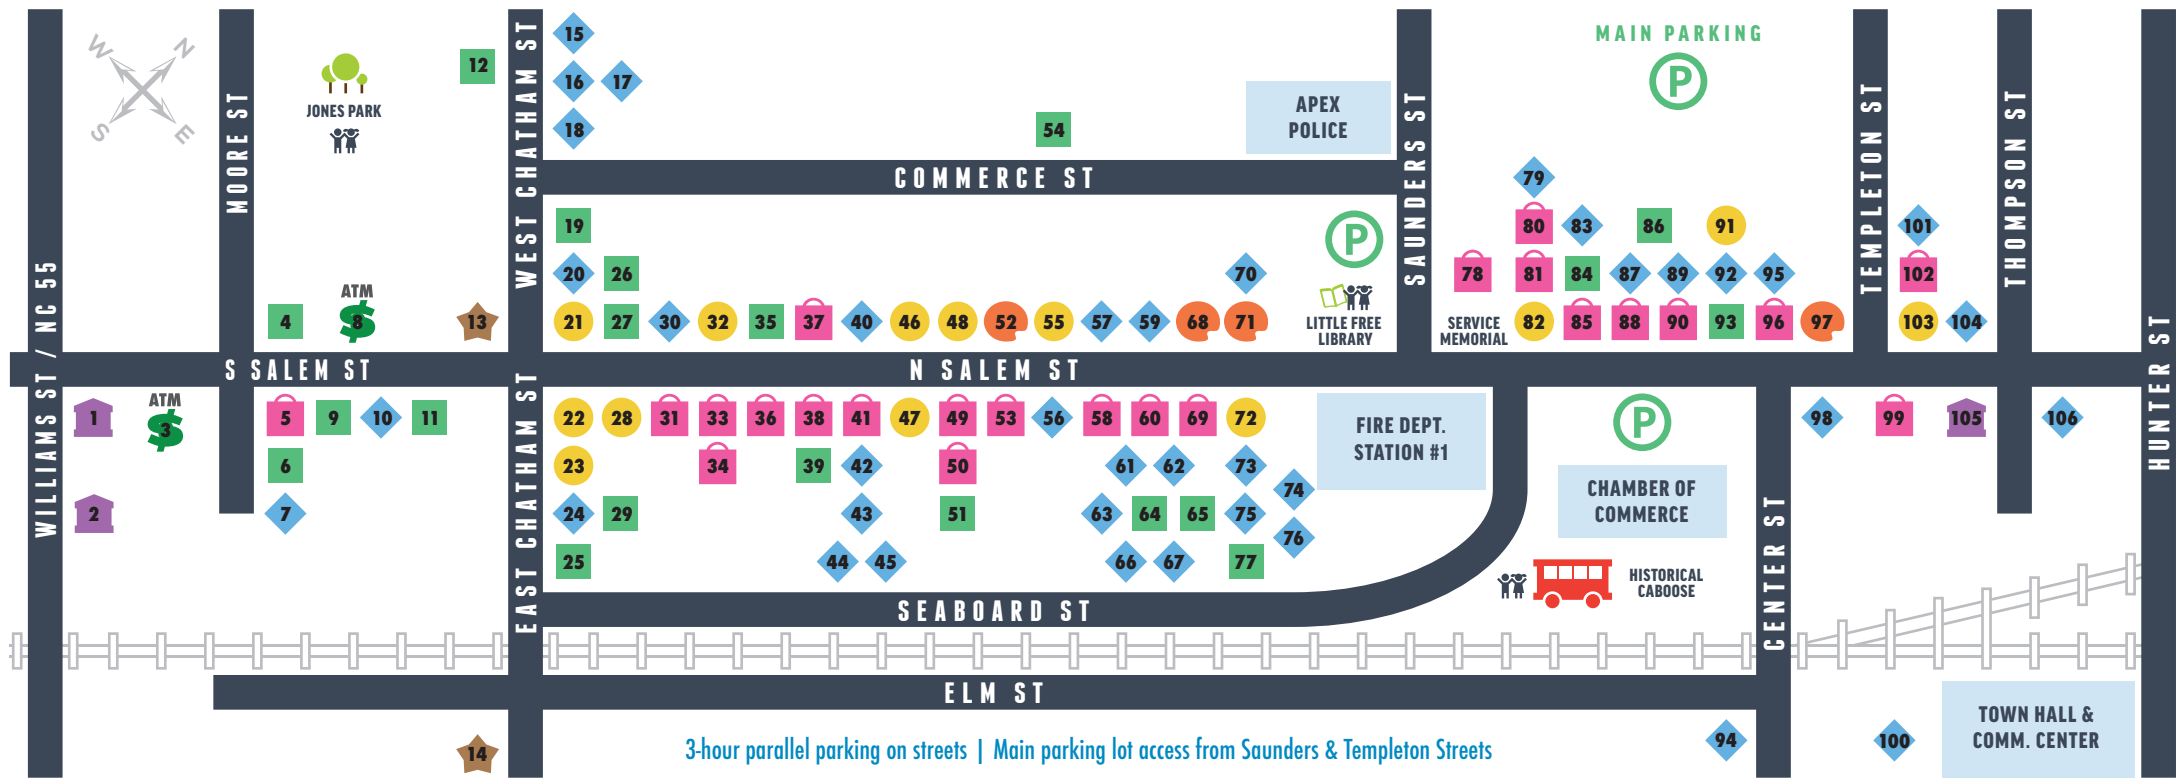 W N
S E
JONES PARK
MOORE ST
WILLIAMS ST / NC 55
WEST CHATHAM ST
12
15
16 17
18
54
COMMERCE ST
APEX
POLICE
SAUNDERS ST
MAIN PARKING
P
TEMPLETON ST
THOMPSON ST
HUNTER ST
79
19
P
80 83 86 91
101
20 26
70
78 81 84 87 89 92 95
102
ATM
4 8 13
21 27 30 32 35 37 40 46 48 52 55 57 59 68 71
LITTLE FREE
LIBRARY
SERVICE
MEMORIAL
82 85 88 90 93 96 97
103 104
S SALEM ST
N SALEM ST
1
ATM
3
5 9 10 11
EAST CHATHAM ST
22 28 31 33 36 38 41 47 49 53 56 58 60 69 72
FIRE DEPT.
STATION #1
P
98 99 105 106
6
23 34 39 42 50 61 62 73
74
2
7
24 29 43 51 63 64 65 75
76
CHAMBER OF
COMMERCE
CENTER ST
25 44 45 66 67 77
HISTORICAL
CABOOSE
SEABOARD ST
ELM ST
14
3-hour parallel parking on streets | Main parking lot access from Saunders & Templeton Streets
94
100
TOWN HALL &
COMM. CENTER